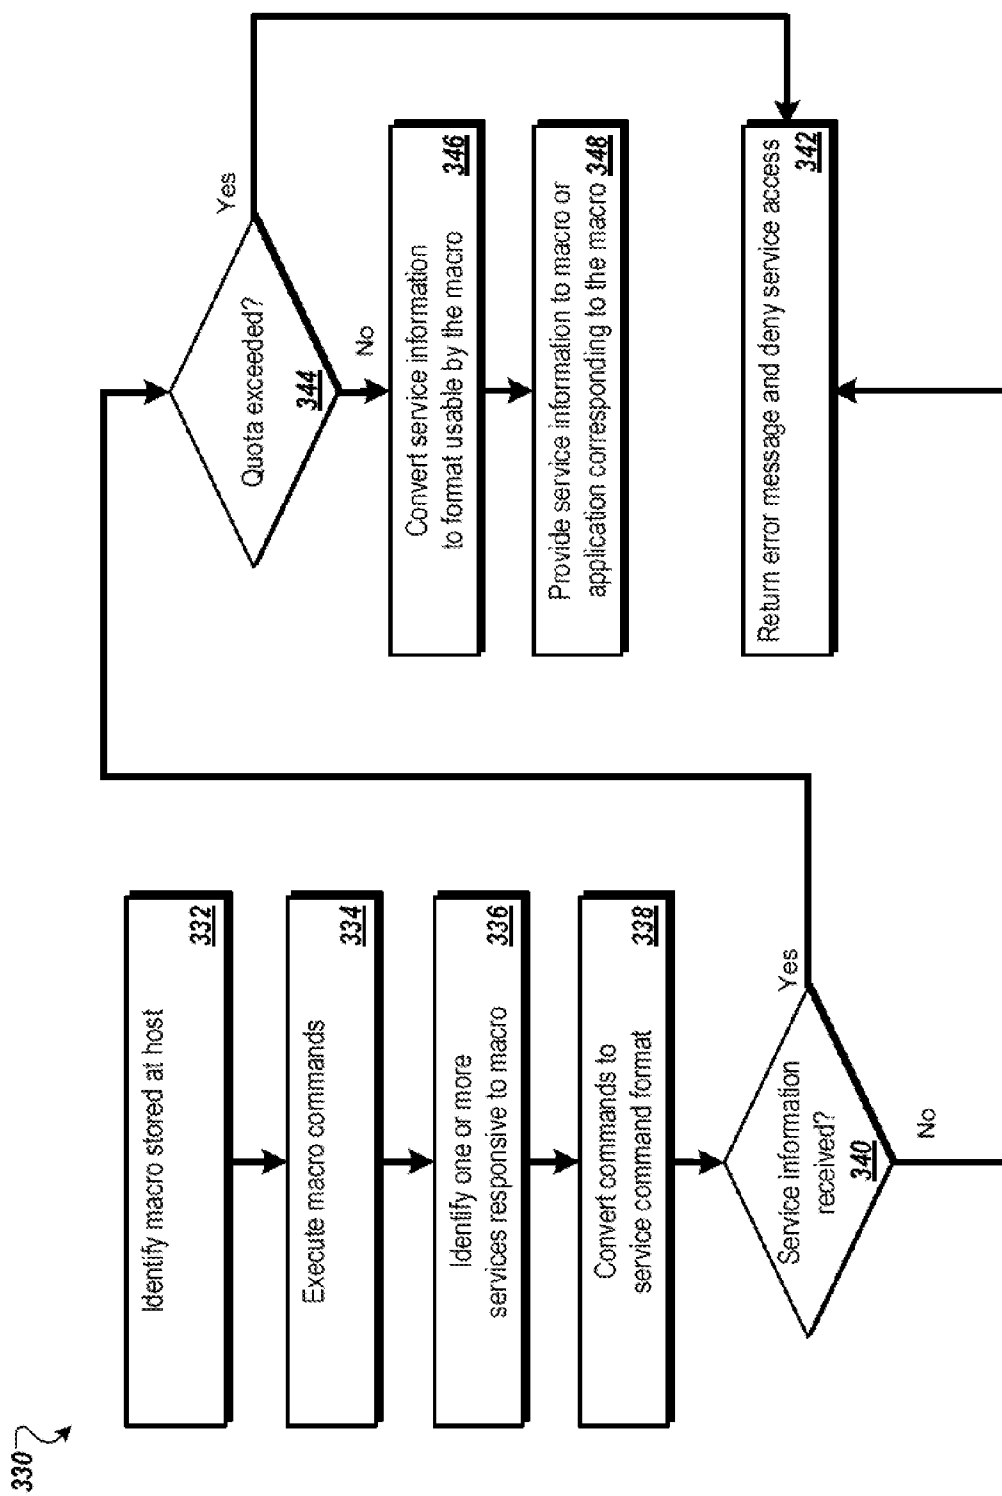 330
Identify macro stored at host
332
Execute macro commands
334
Identify one or more
services responsive to macro
336
Convert commands to
service command format
338
Service information
received?
340
Yes
No
Quota exceeded?
344
Yes
No
Convert service information
to format usable by the macro
346
Provide service information to macro or
application corresponding to the macro
348
Return error message and deny service access
342